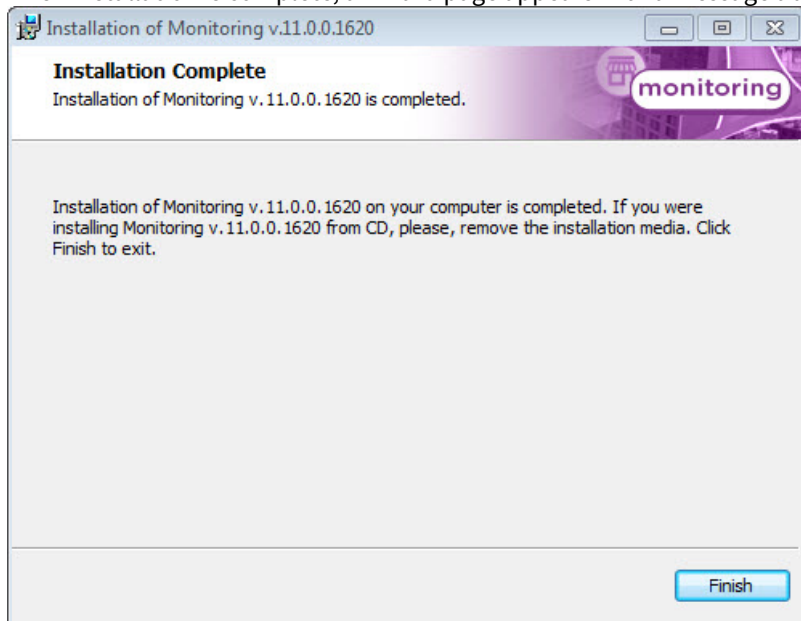 Installation of Monitoring v.11.0.0.1620
Installation Complete
Installation of Monitoring v.11.0.0.1620 is completed.
monitoring
Installation of Monitoring v.11.0.0.1620 on your computer is completed. If you were
installing Monitoring v.11.0.0.1620 from CD, please, remove the installation media. Click
Finish to exit.
Finish